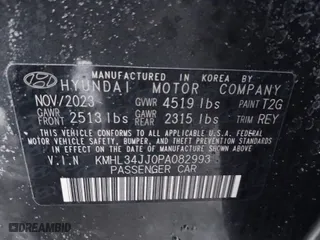 MANUFACTURED IN KOREA BY
HYUNDAI MOTOR COMPANY
NOV/2023 GVWR 4519 lbs PAINT T2G
GAWR FRONT 2513 lbs GAWR REAR 2315 lbs TRIM REY
THIS VEHICLE CONFORMS TO ALL APPLICABLE U.S.
FEDERAL MOTOR VEHICLE SAFETY, BUMPER, AND
THEFT PREVENTION STANDARDS IN EFFECT ON
THE DATE OF MANUFACTURE SHOWN ABOVE.
V.I.N KMHL34JJ0PA082993
PASSENGER CAR